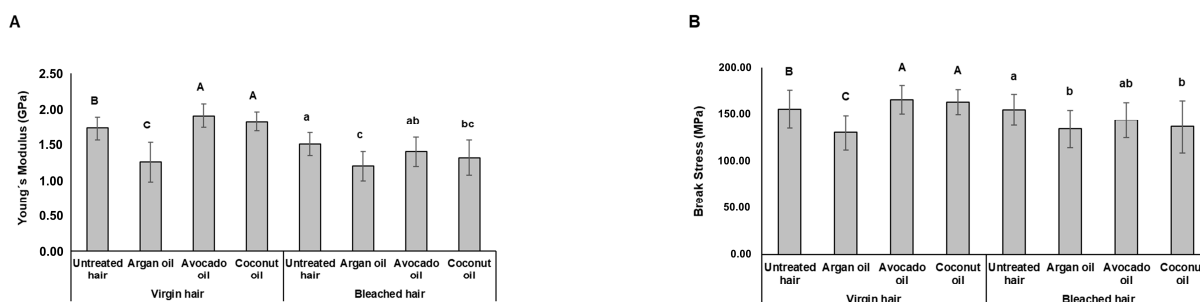 A
Young´s Modulus (GPa)
2.50
2.00
1.50
1.00
0.50
0.00
B
C
A
A
a
c
ab
bc
Untreated hair
Argan oil
Avocado oil
Coconut oil
Untreated hair
Argan oil
Avocado oil
Coconut oil
Virgin hair
Bleached hair
B
Break Stress (MPa)
200.00
150.00
100.00
50.00
0.00
B
C
A
A
a
b
ab
b
Untreated hair
Argan oil
Avocado oil
Coconut oil
Untreated hair
Argan oil
Avocado oil
Coconut oil
Virgin hair
Bleached hair